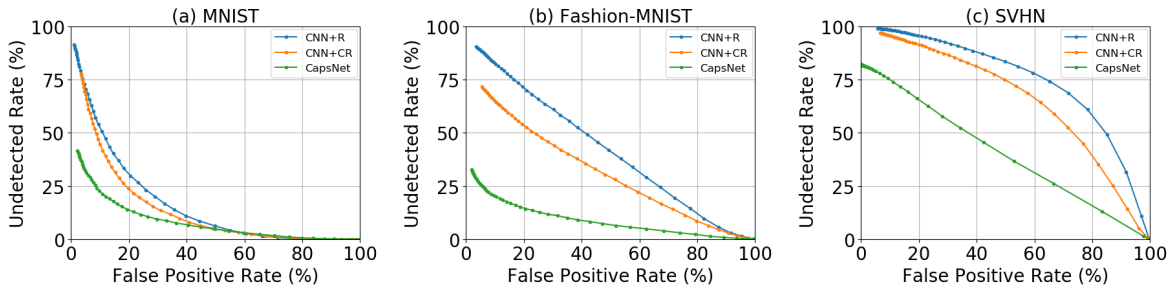 (a) MNIST
Undetected Rate (%)
100
75
50
25
0
0 20 40 60 80 100
False Positive Rate (%)
CNN+R
CNN+CR
CapsNet
(b) Fashion-MNIST
Undetected Rate (%)
100
75
50
25
0
0 20 40 60 80 100
False Positive Rate (%)
CNN+R
CNN+CR
CapsNet
(c) SVHN
Undetected Rate (%)
100
75
50
25
0
0 20 40 60 80 100
False Positive Rate (%)
CNN+R
CNN+CR
CapsNet